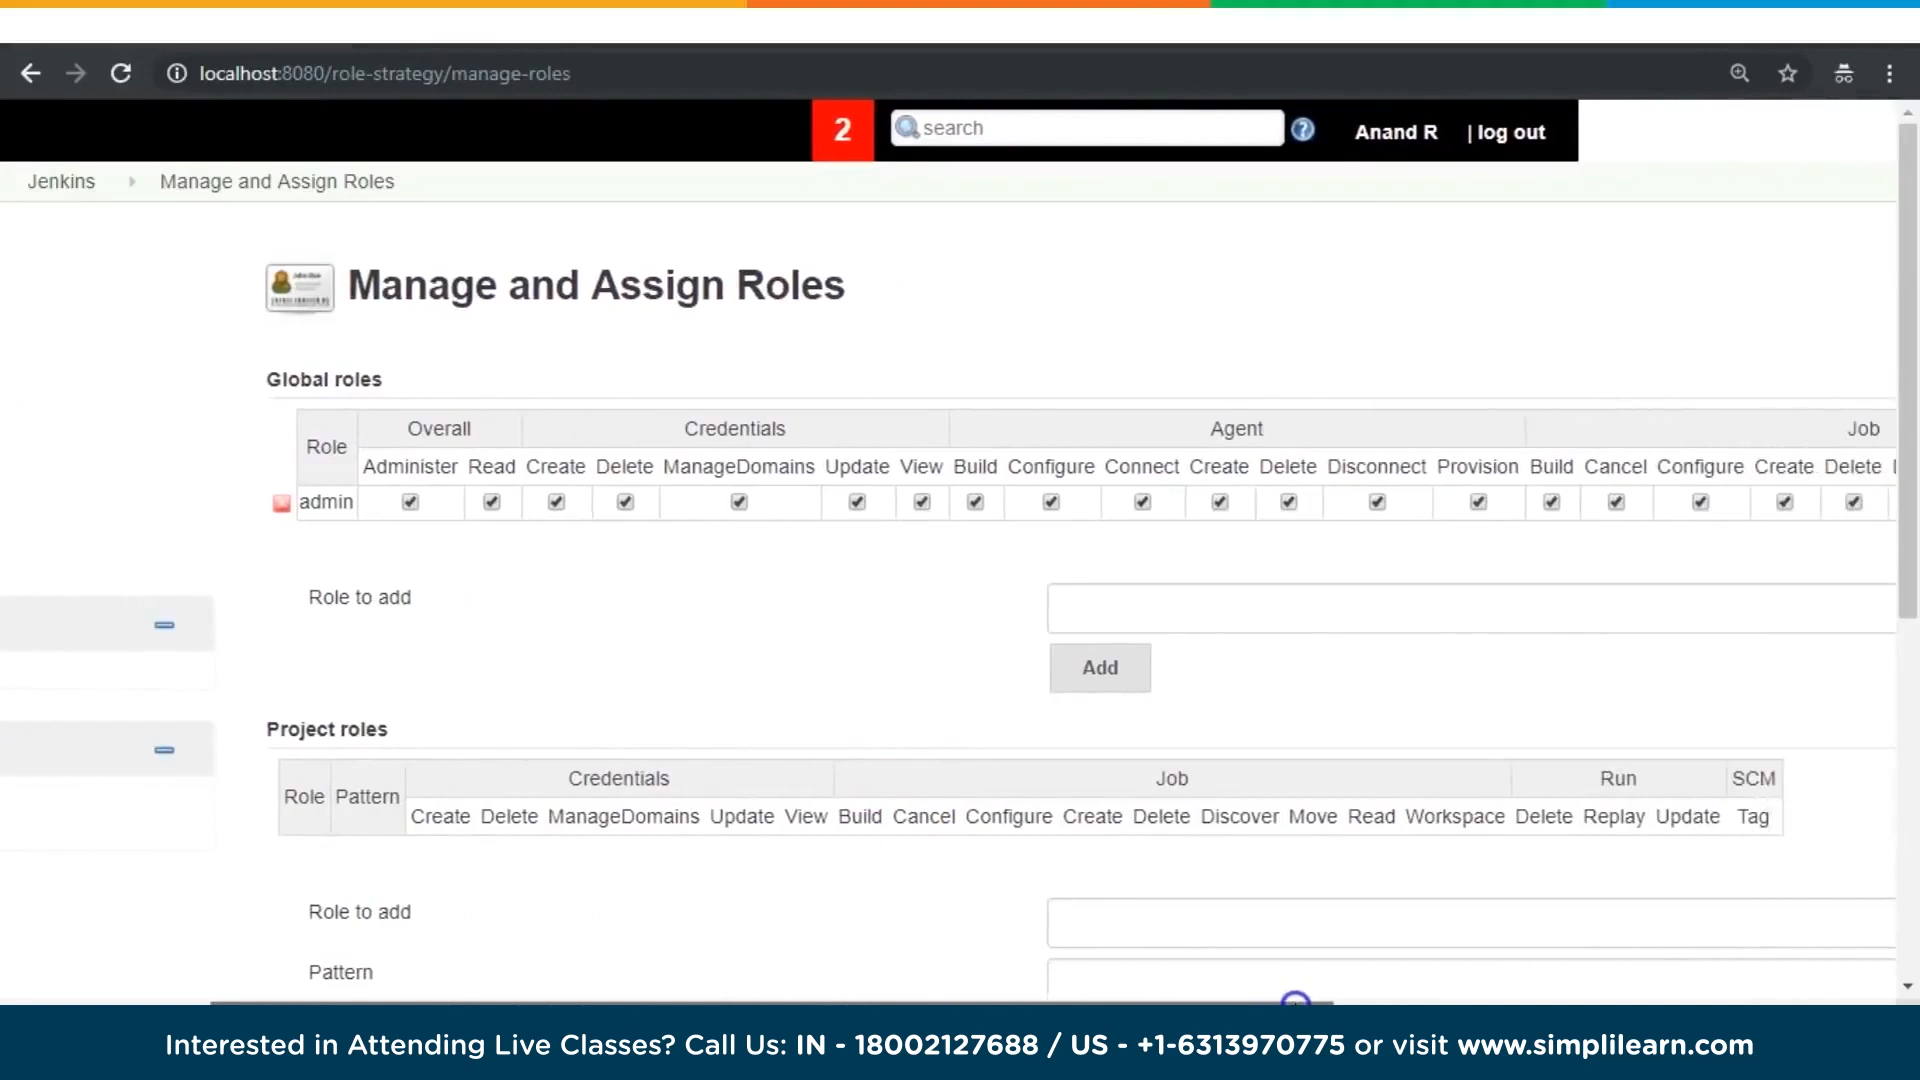 localhost:8080/role-strategy/manage-roles
2 search ? Anand R | log out
Jenkins Manage and Assign Roles
Manage and Assign Roles
Global roles
Role Overall Credentials Agent Job
Administer Read Create Delete ManageDomains Update View Build Configure Connect Create Delete Disconnect Provision Build Cancel Configure Create Delete
admin
Role to add
Add
Project roles
Role Pattern Credentials Job Run SCM
Create Delete ManageDomains Update View Build Cancel Configure Create Delete Discover Move Read Workspace Delete Replay Update Tag
Role to add
Pattern
Interested in Attending Live Classes? Call Us: IN - 18002127688 / US - +1-6313970775 or visit www.simplilearn.com